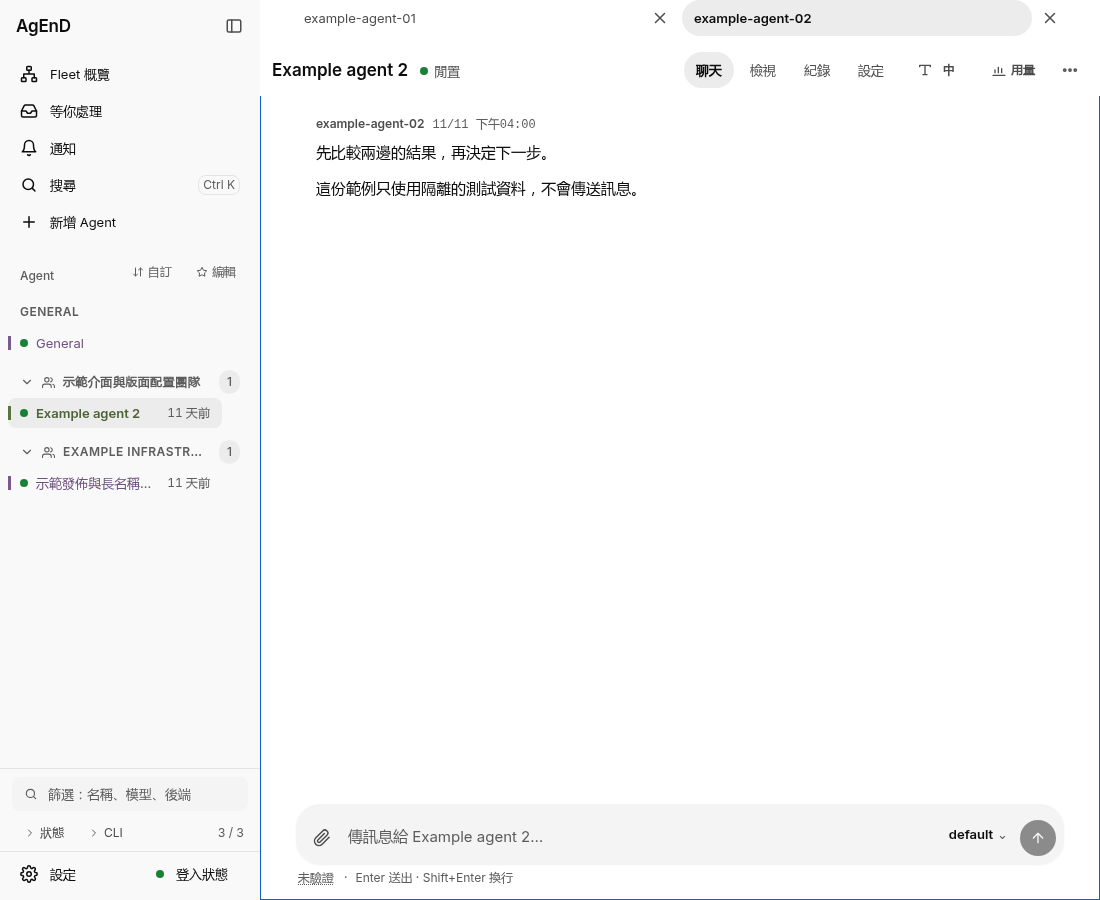 AgEnD
Fleet 概覽
等你處理
通知
搜尋 Ctrl K
新增 Agent
Agent 自訂 編輯
GENERAL
General
示範介面與版面配置團隊 1
Example agent 2 11 天前
EXAMPLE INFRASTR... 1
示範發佈與長名稱... 11 天前
篩選：名稱、模型、後端
狀態 CLI 3 / 3
設定 登入狀態
example-agent-01 example-agent-02
Example agent 2 閒置 聊天 檢視 紀錄 設定 中 用量
example-agent-02 11/11 下午04:00
先比較兩邊的結果，再決定下一步。
這份範例只使用隔離的測試資料，不會傳送訊息。
傳訊息給 Example agent 2... default
未驗證 · Enter 送出 · Shift+Enter 換行